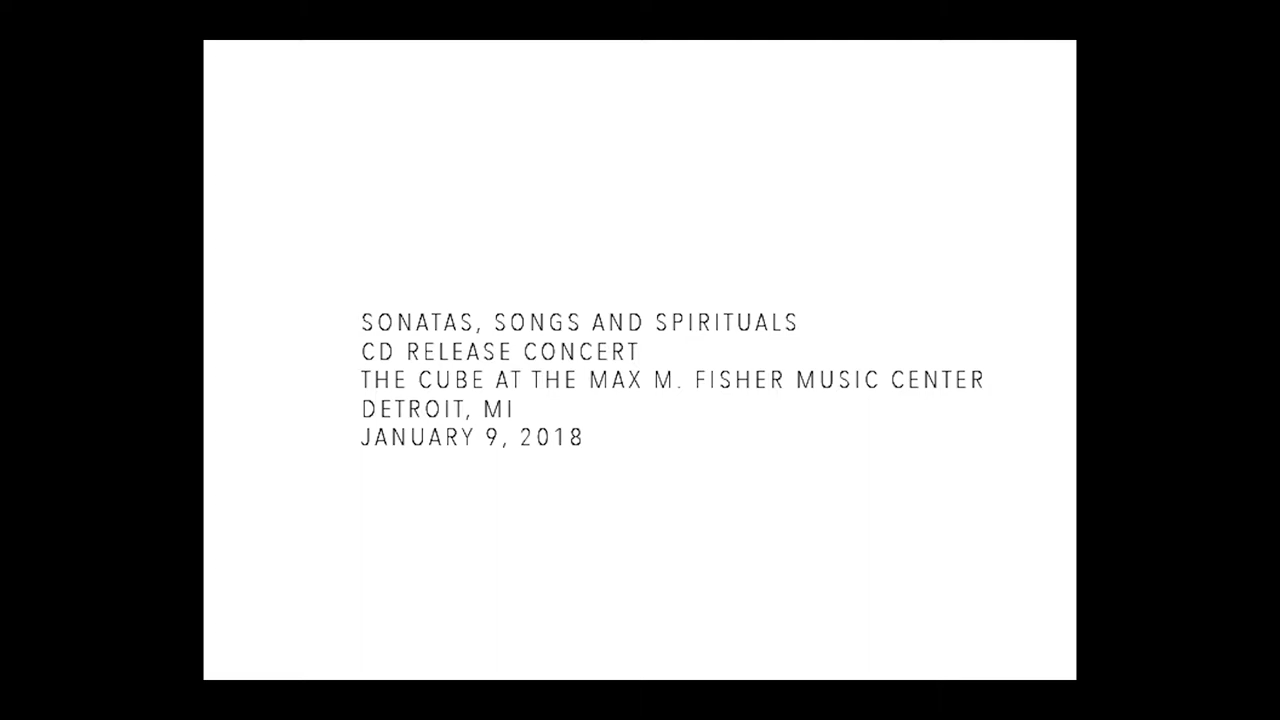 SONATAS, SONGS AND SPIRITUALS
CD RELEASE CONCERT
THE CUBE AT THE MAX M. FISHER MUSIC CENTER
DETROIT, MI
JANUARY 9, 2018